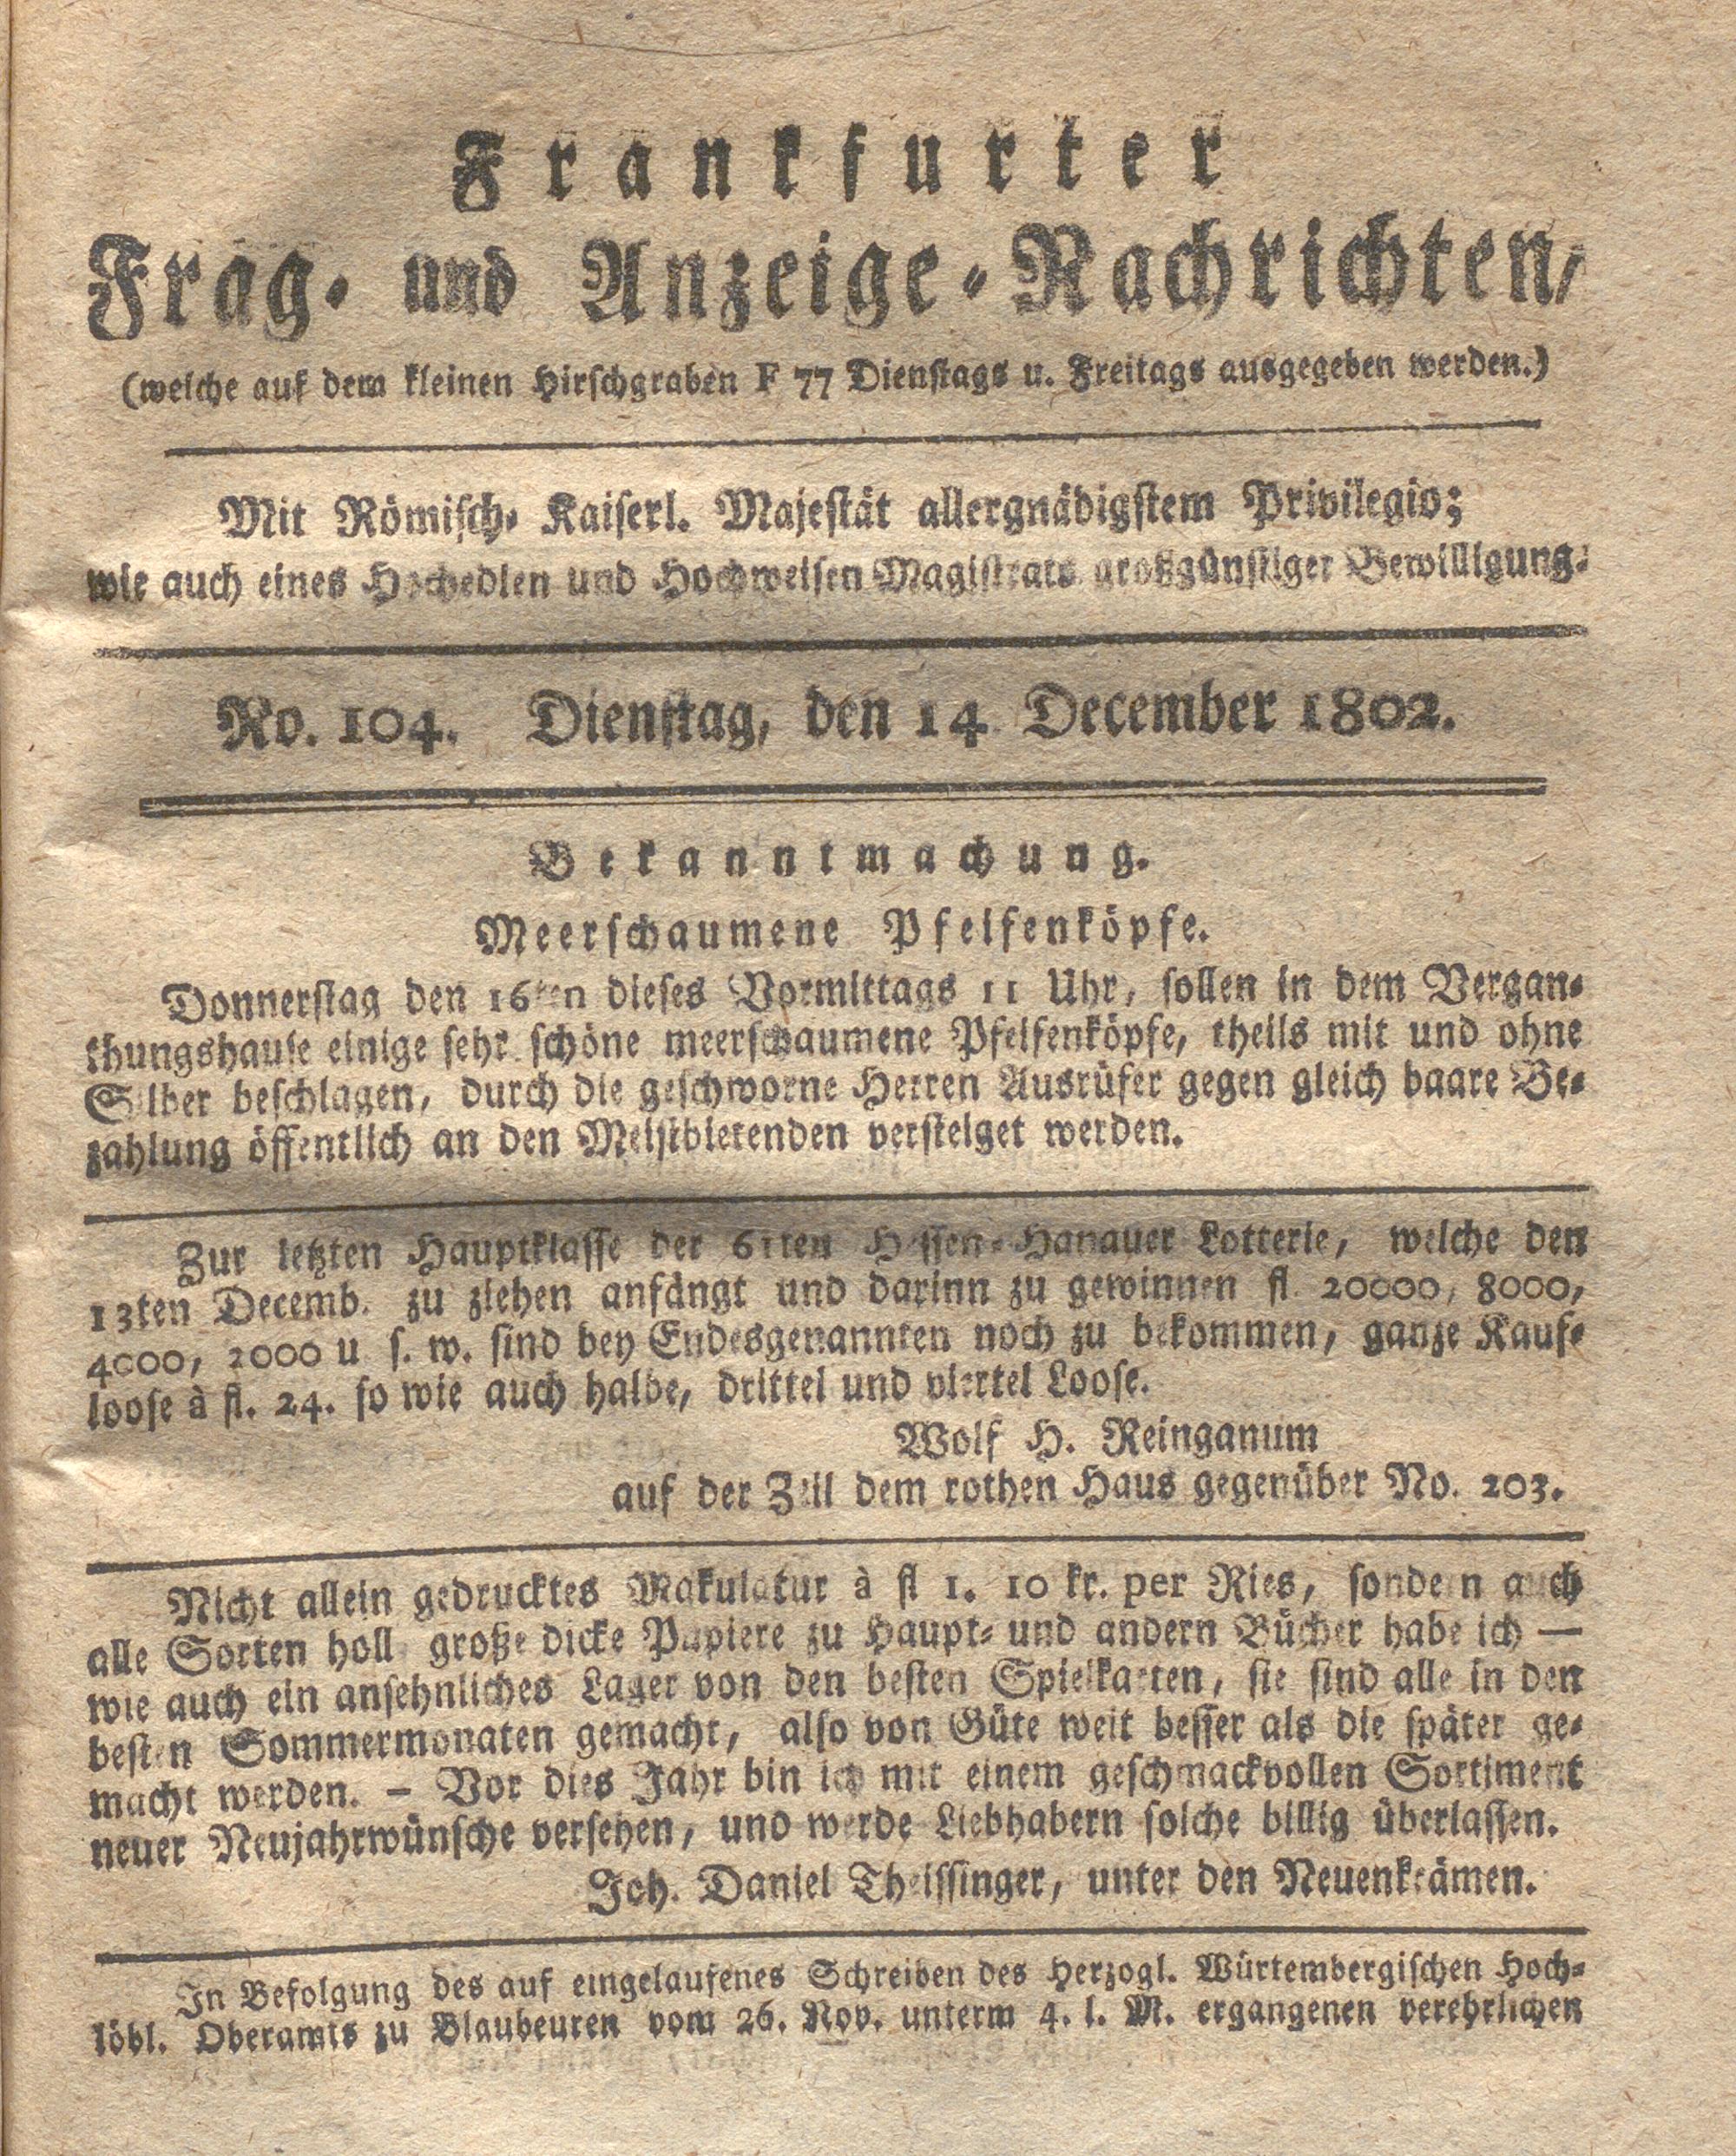 Frankfurter
Frag- und Anzeige-Nachrichten,
(welche auf dem kleinen Hirschgraben F 77 Dienstags u. Freitags ausgegeben werden.)
Mit Römisch- Kaiserl. Majestät allergnädigstem Privilegio;
wie auch eines Hochedlen und Hochweisen Magistrats großgünstiger Bewilligung.
No. 104. Dienstag, den 14 December 1802.
Bekanntmachung.
Meerschaumene Pfeifenköpfe.
Donnerstag den 16ten dieses Vormittags 11 Uhr, sollen in dem Vergan-
thungshause einige sehr schöne meerschaumene Pfeifenköpfe, theils mit und ohne
Silber beschlagen, durch die geschworne Herren Ausrüfer gegen gleich baare Be-
zahlung öffentlich an den Meistbietenden versteiget werden.
Zur letzten Hauptklasse der 61ten Hessen-Hanauer Lotterie, welche den
13ten Decemb. zu ziehen anfängt und darinn zu gewinnen fl. 20000, 8000,
4000, 2000 u s. w. sind bey Endesgenannten noch zu bekommen, ganze Kauf-
loose à fl. 24. so wie auch halbe, drittel und viertel Loose.
Wolf H. Reinganum
auf der Zeil dem rothen Haus gegenüber No. 203.
Nicht allein gedrucktes Makulatur à fl 1. 10 kr. per Ries, sondern auch
alle Sorten holl. große dicke Papiere zu Haupt- und andern Bücher habe ich —
wie auch ein ansehnliches Lager von den besten Spielkarten, sie sind alle in den
besten Sommermonaten gemacht, also von Güte weit besser als die später ge-
macht werden. – Vor dies Jahr bin ich mit einem geschmackvollen Sortiment
neuer Neujahrwünsche versehen, und werde Liebhabern solche billig überlassen.
Joh. Daniel Theissinger, unter den Neuenkrämen.
In Befolgung des auf eingelaufenes Schreiben des Herzogl. Würtembergischen Hoch-
löbl. Oberamts zu Blaubeuren vom 26. Nov. unterm 4. l. M. ergangenen verehrlichen